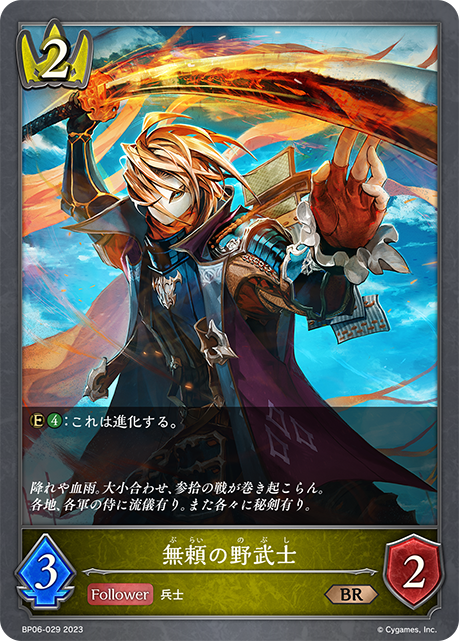 2
E 4：これは進化する。
降れや血雨。大小合わせ、参拾の戦が巻き起こらん。
各地、各軍の侍に流儀有り。また各々に秘剣有り。
ぶらい の ぶし
無頼の野武士
3
Follower 兵士
BR
2
BP06-029 2023
© Cygames, Inc.